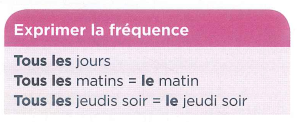 Exprimer la fréquence
Tous les jours
Tous les matins = le matin
Tous les jeudis soir = le jeudi soir